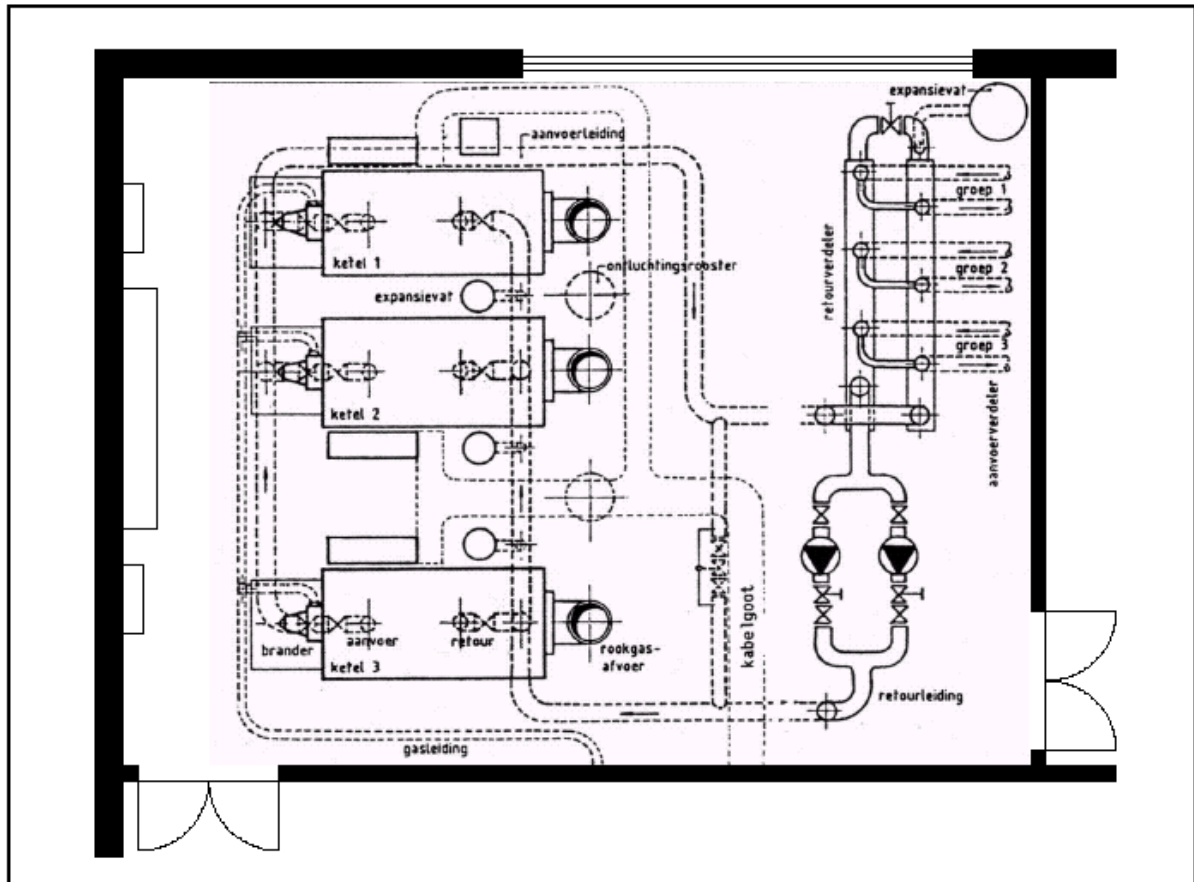 expansievat
aanvoerleiding
groep 1
ketel 1
ontluchtingsrooster
expansievat
retourverdeler
groep 2
groep 3
ketel 2
aanvoerverdeler
kabelgoot
brander
aanvoer
retour
ketel 3
rookgas-
afvoer
retourleiding
gasleiding